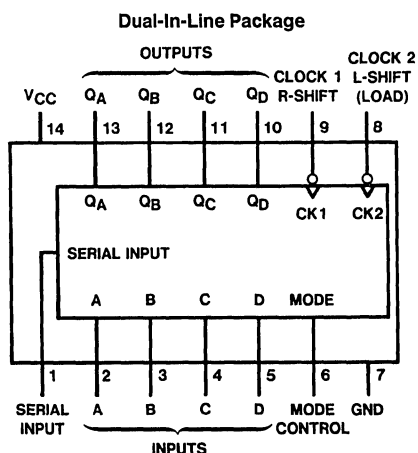 Dual-In-Line Package
OUTPUTS
CLOCK 1
R-SHIFT
CLOCK 2
L-SHIFT
(LOAD)
VCC QA QB QC QD
14 13 12 11 10 9 8
QA QB QC QD CK1 CK2
SERIAL INPUT
A B C D MODE
1 2 3 4 5 6 7
SERIAL
INPUT
A B C D
MODE
CONTROL
GND
INPUTS